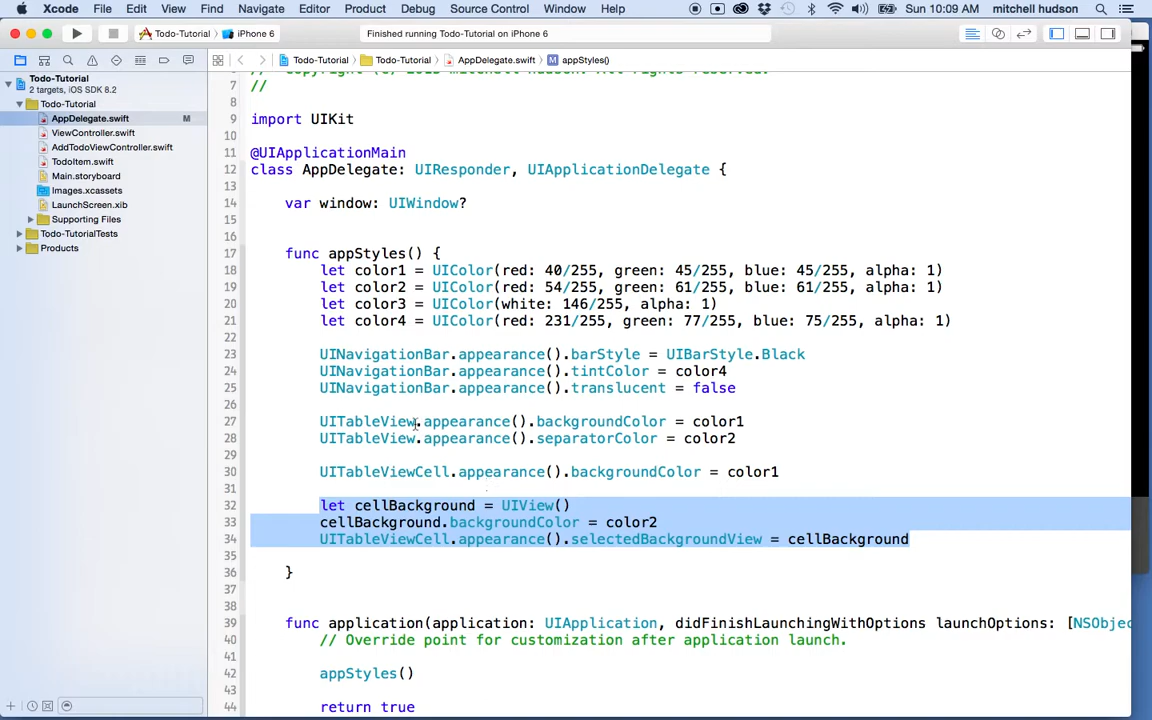 Xcode File Edit View Find Navigate Editor Product Debug Source Control Window Help Sun 10:09 AM mitchell hudson
Todo-Tutorial iPhone 6 Finished running Todo-Tutorial on iPhone 6
Todo-Tutorial Todo-Tutorial AppDelegate.swift M appStyles()
Todo-Tutorial
2 targets, iOS SDK 8.2
Todo-Tutorial
AppDelegate.swift M
ViewController.swift
AddTodoViewController.swift
TodoItem.swift
Main.storyboard
Images.xcassets
LaunchScreen.xib
Supporting Files
Todo-TutorialTests
Products
7 //
8
9 import UIKit
10
11 @UIApplicationMain
12 class AppDelegate: UIResponder, UIApplicationDelegate {
13
14 var window: UIWindow?
15
16
17 func appStyles() {
18 let color1 = UIColor(red: 40/255, green: 45/255, blue: 45/255, alpha: 1)
19 let color2 = UIColor(red: 54/255, green: 61/255, blue: 61/255, alpha: 1)
20 let color3 = UIColor(white: 146/255, alpha: 1)
21 let color4 = UIColor(red: 231/255, green: 77/255, blue: 75/255, alpha: 1)
22
23 UINavigationBar.appearance().barStyle = UIBarStyle.Black
24 UINavigationBar.appearance().tintColor = color4
25 UINavigationBar.appearance().translucent = false
26
27 UITableView.appearance().backgroundColor = color1
28 UITableView.appearance().separatorColor = color2
29
30 UITableViewCell.appearance().backgroundColor = color1
31
32 let cellBackground = UIView()
33 cellBackground.backgroundColor = color2
34 UITableViewCell.appearance().selectedBackgroundView = cellBackground
35
36 }
37
38
39 func application(application: UIApplication, didFinishLaunchingWithOptions launchOptions: [NSObjec
40 // Override point for customization after application launch.
41
42 appStyles()
43
44 return true